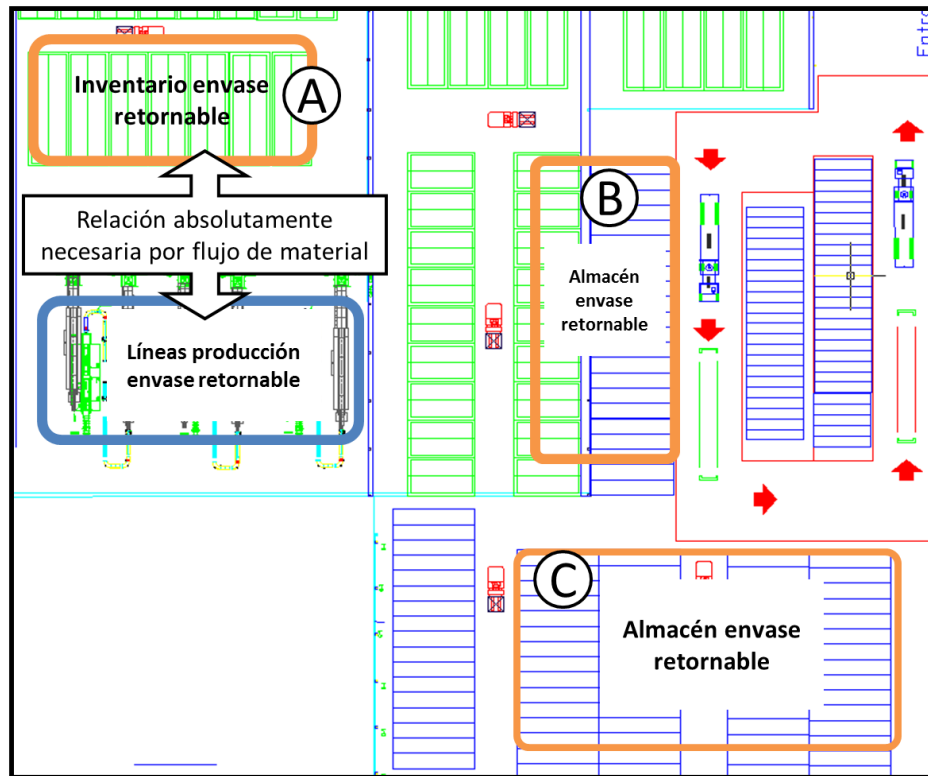 Entra
Inventario envase
retornable
A
Relación absolutamente
necesaria por flujo de material
B
Almacén
envase
retornable
Líneas producción
envase retornable
C
Almacén envase
retornable